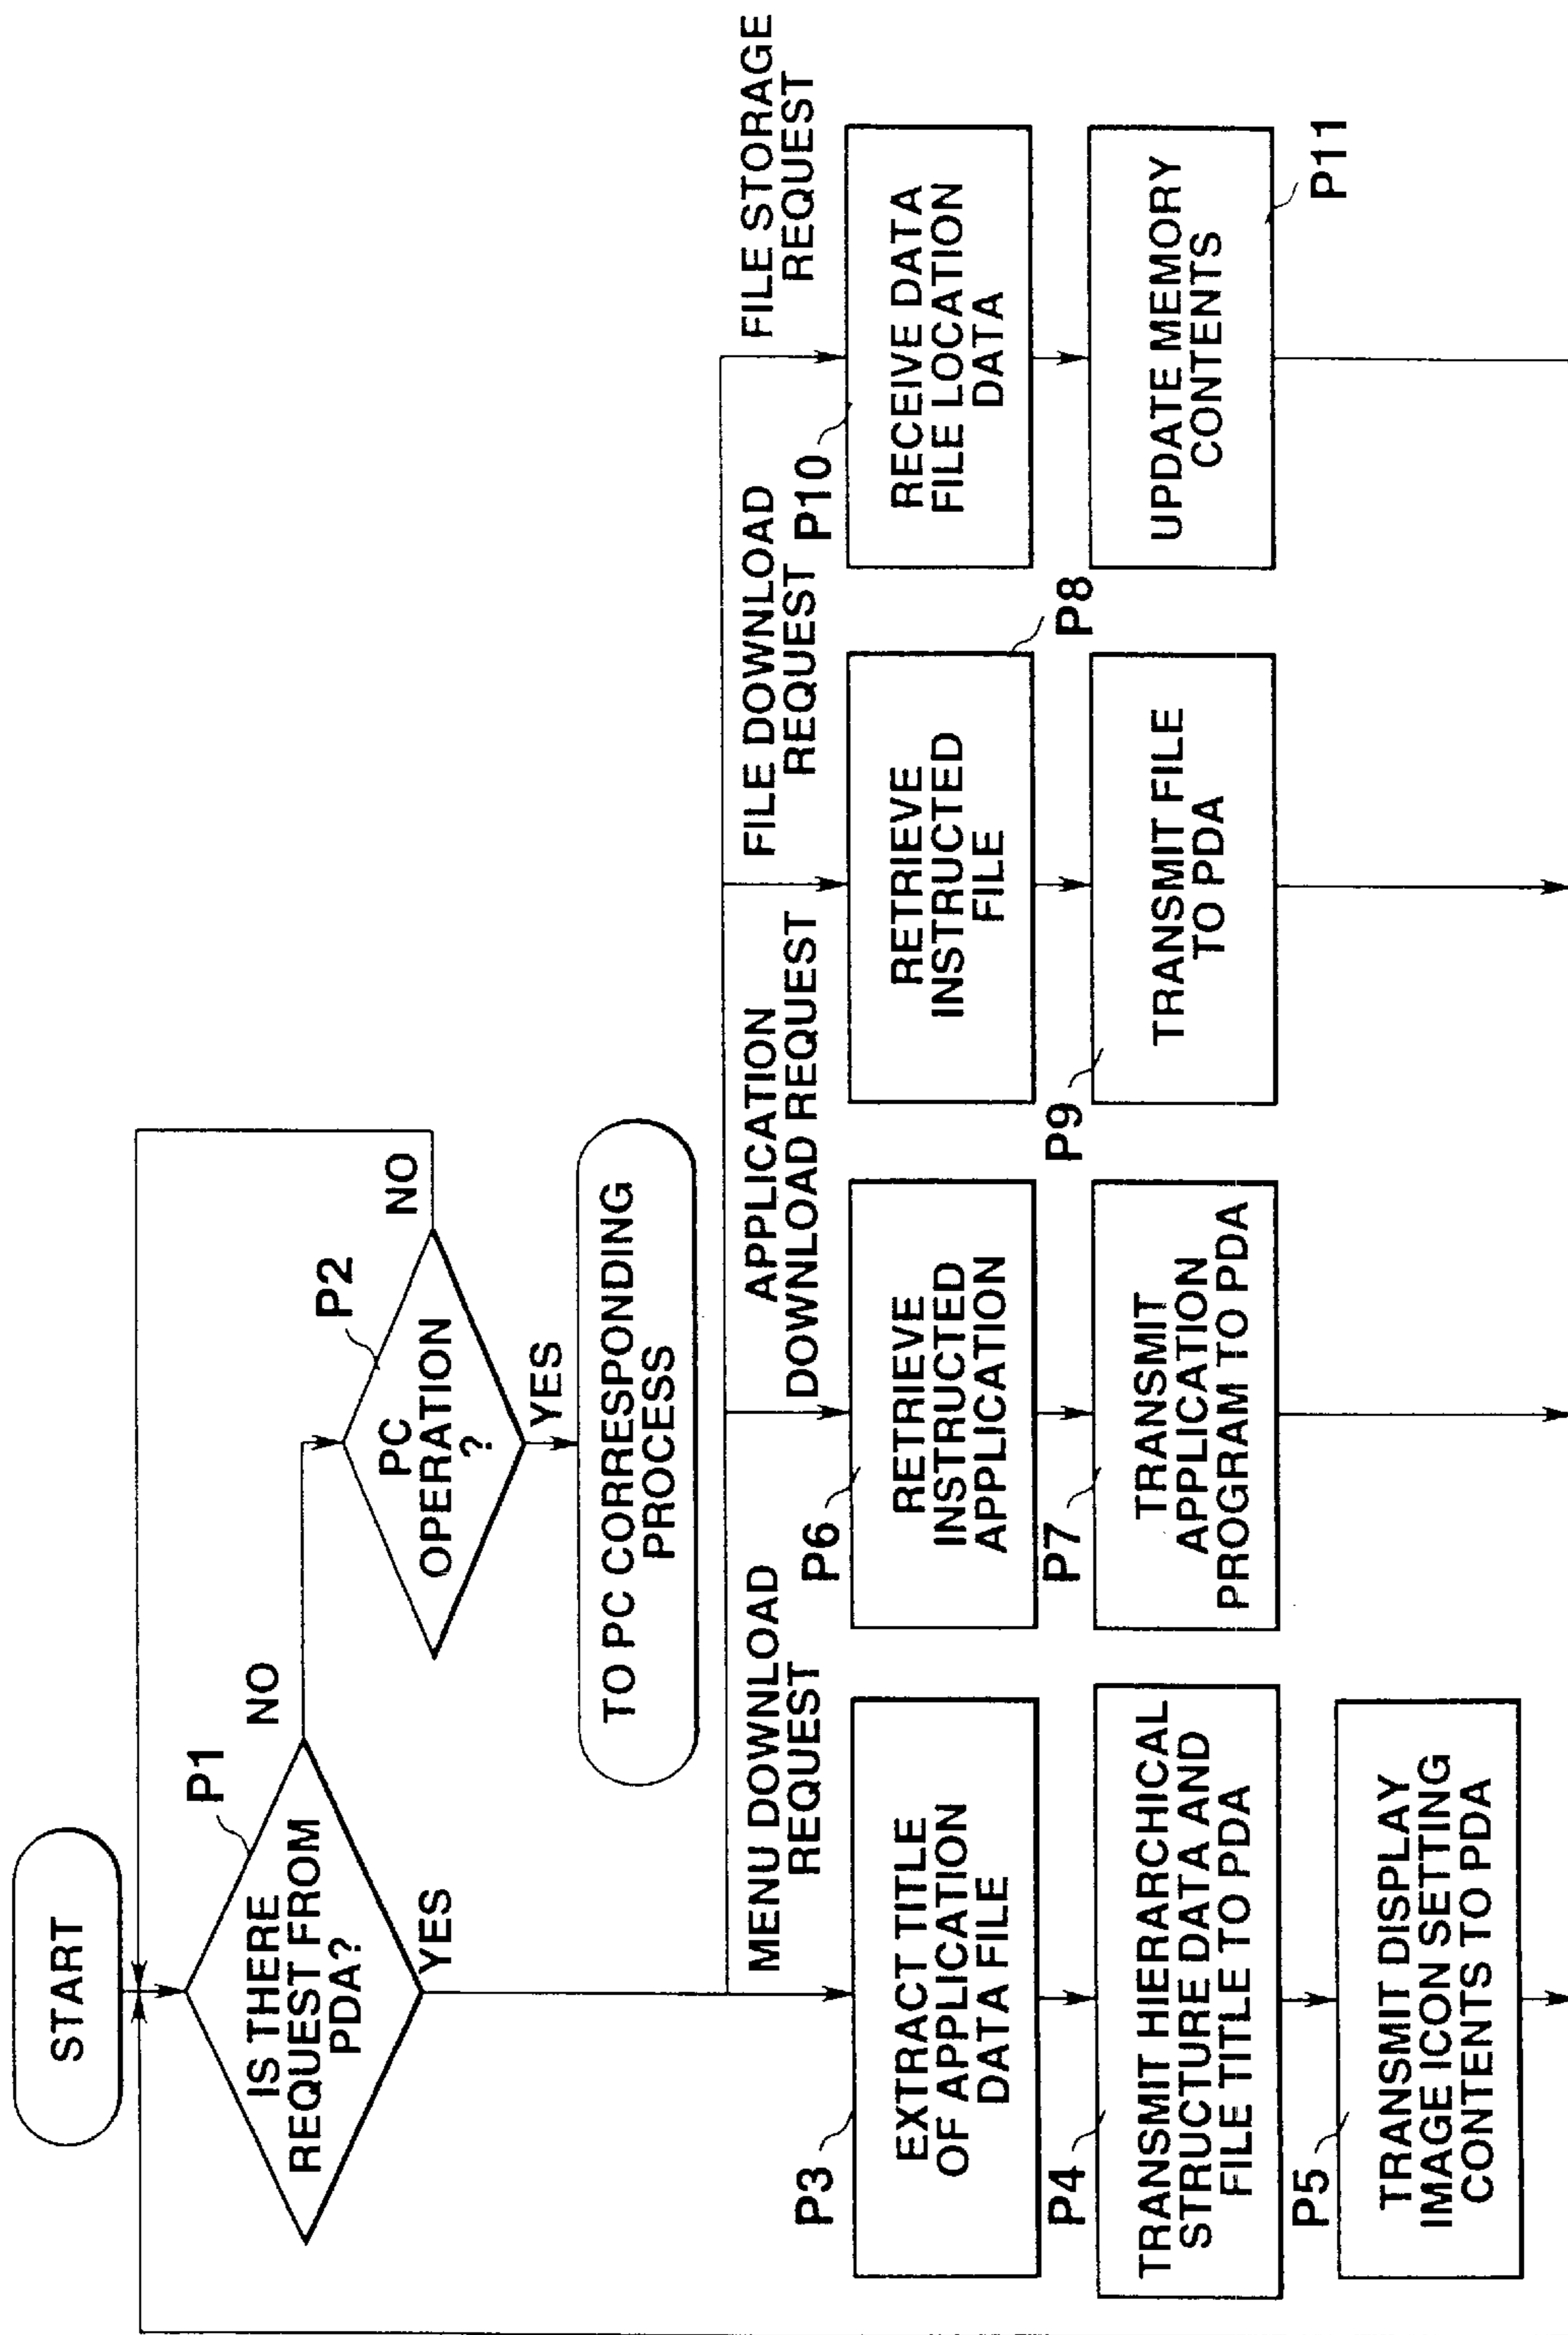 START
P1
IS THERE
REQUEST FROM
PDA?
NO
YES
P2
PC
OPERATION
?
NO
YES
TO PC CORRESPONDING
PROCESS
MENU DOWNLOAD
REQUEST
P3
EXTRACT TITLE
OF APPLICATION
DATA FILE
P4
TRANSMIT HIERARCHICAL
STRUCTURE DATA AND
FILE TITLE TO PDA
P5
TRANSMIT DISPLAY
IMAGE ICON SETTING
CONTENTS TO PDA
APPLICATION
DOWNLOAD REQUEST
P6
RETRIEVE
INSTRUCTED
APPLICATION
P7
TRANSMIT
APPLICATION
PROGRAM TO PDA
FILE DOWNLOAD
REQUEST
P8
RETRIEVE
INSTRUCTED
FILE
P9
TRANSMIT FILE
TO PDA
FILE STORAGE
REQUEST
P10
RECEIVE DATA
FILE LOCATION
DATA
P11
UPDATE MEMORY
CONTENTS